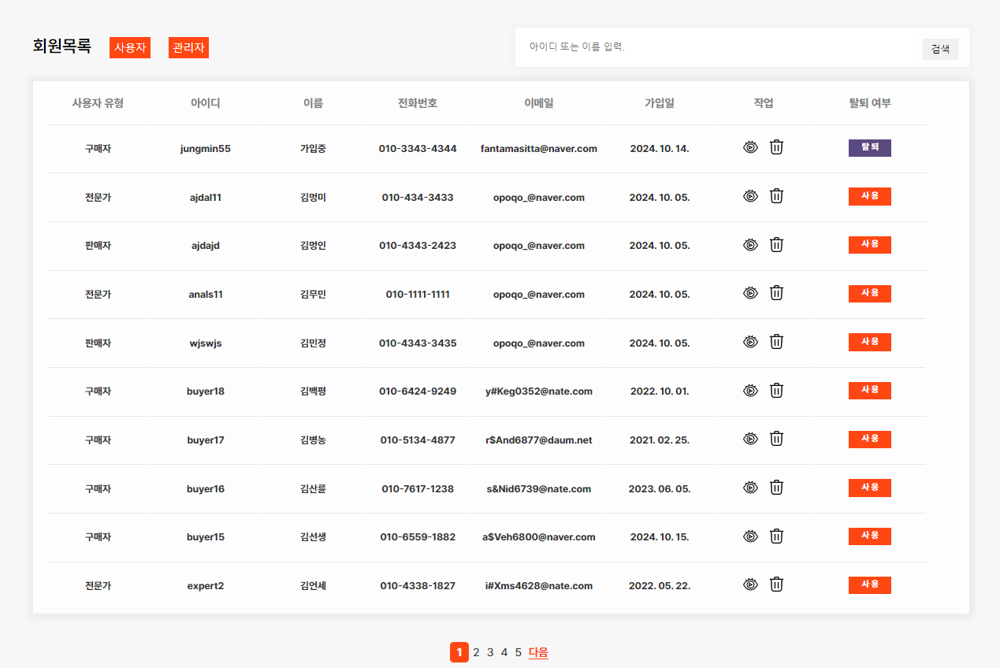 회원목록 사용자 관리자 아이디 또는 이름 입력. 검색
사용자 유형 아이디 이름 전화번호 이메일 가입일 작업 탈퇴 여부
구매자 jungmin55 가입중 010-3343-4344 fantamasitta@naver.com 2024. 10. 14. 탈퇴
전문가 ajdal11 김멍미 010-434-3433 opoqo_@naver.com 2024. 10. 05. 사용
판매자 ajdajd 김멍인 010-4343-2423 opoqo_@naver.com 2024. 10. 05. 사용
전문가 anals11 김무민 010-1111-1111 opoqo_@naver.com 2024. 10. 05. 사용
판매자 wjswjs 김민정 010-4343-3435 opoqo_@naver.com 2024. 10. 05. 사용
구매자 buyer18 김백평 010-6424-9249 y#Keg0352@nate.com 2022. 10. 01. 사용
구매자 buyer17 김병농 010-5134-4877 r$And6877@daum.net 2021. 02. 25. 사용
구매자 buyer16 김산륜 010-7617-1238 s&Nid6739@nate.com 2023. 06. 05. 사용
구매자 buyer15 김선생 010-6559-1882 a$Veh6800@naver.com 2024. 10. 15. 사용
전문가 expert2 김언세 010-4338-1827 i#Xms4628@nate.com 2022. 05. 22. 사용
1 2 3 4 5 다음